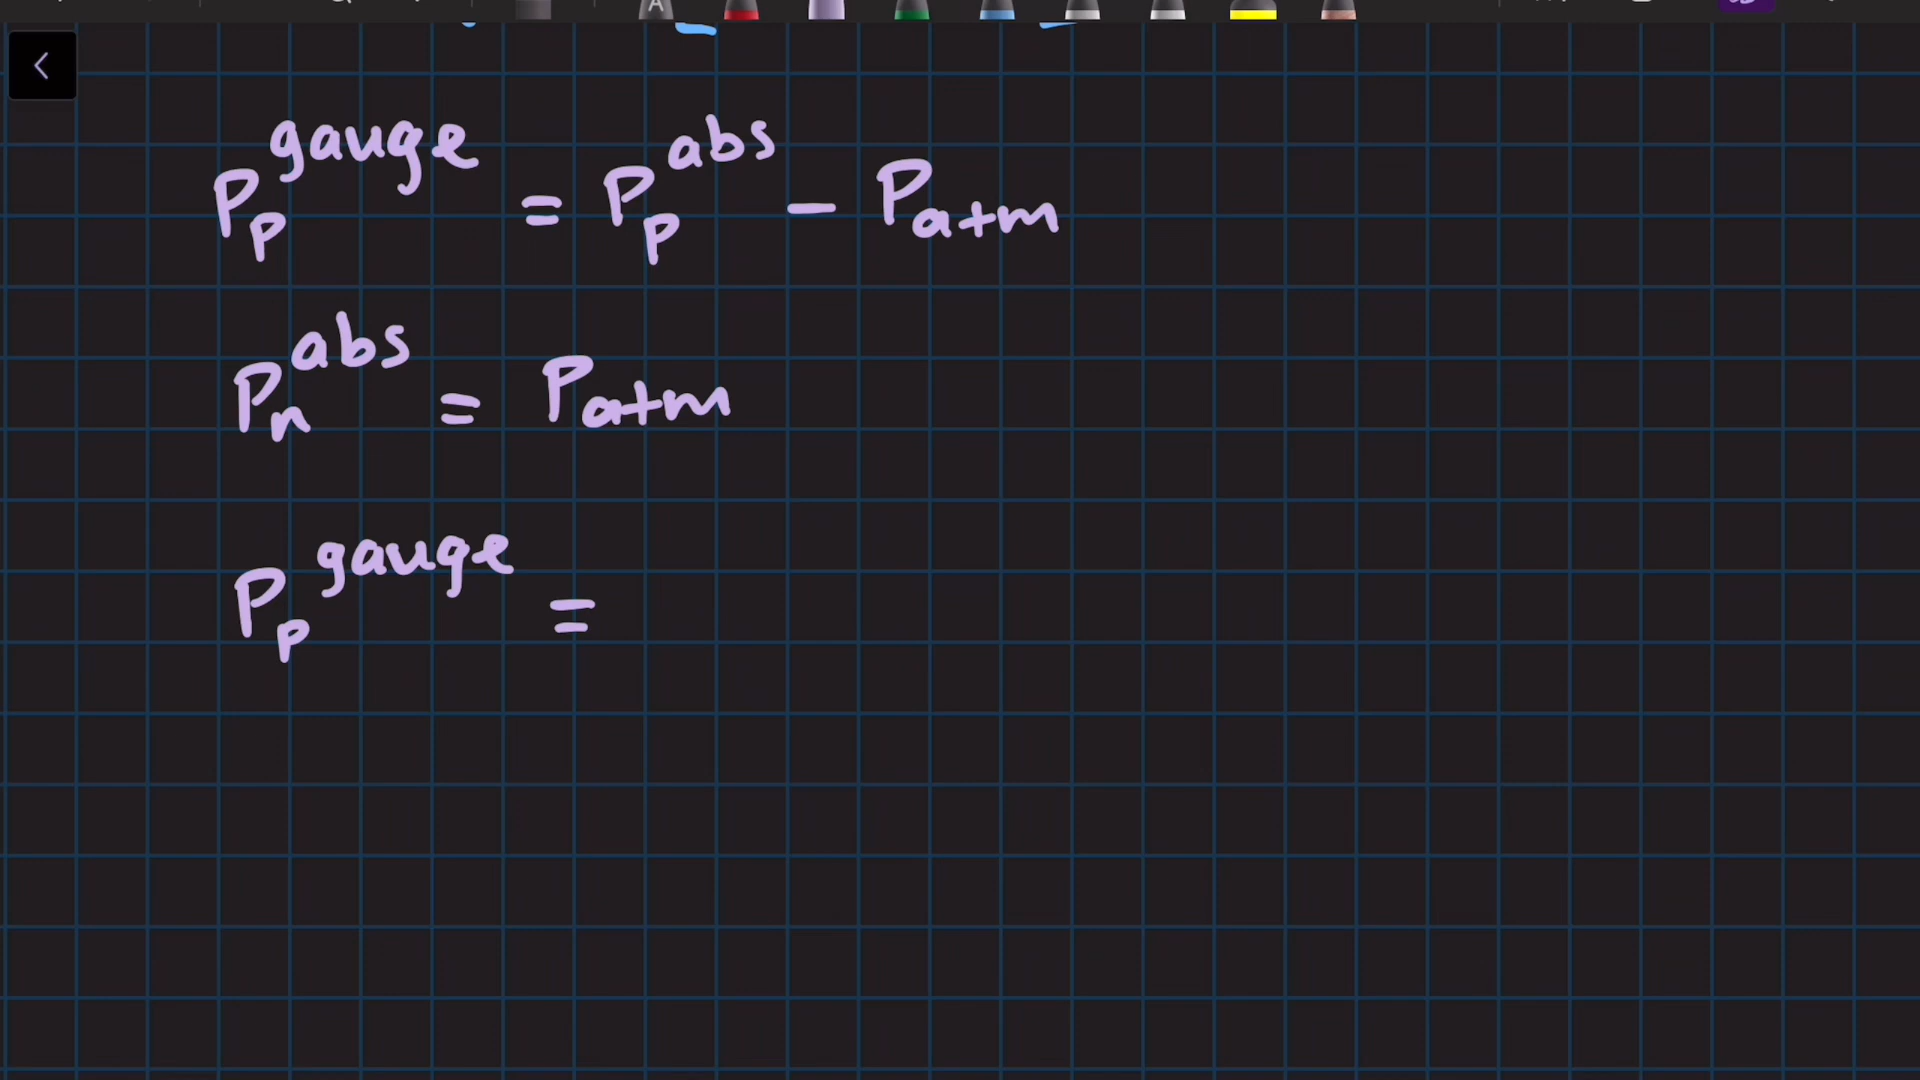 P_p^gauge = P_p^abs - P_atm
P_n^abs = P_atm
P_p^gauge =